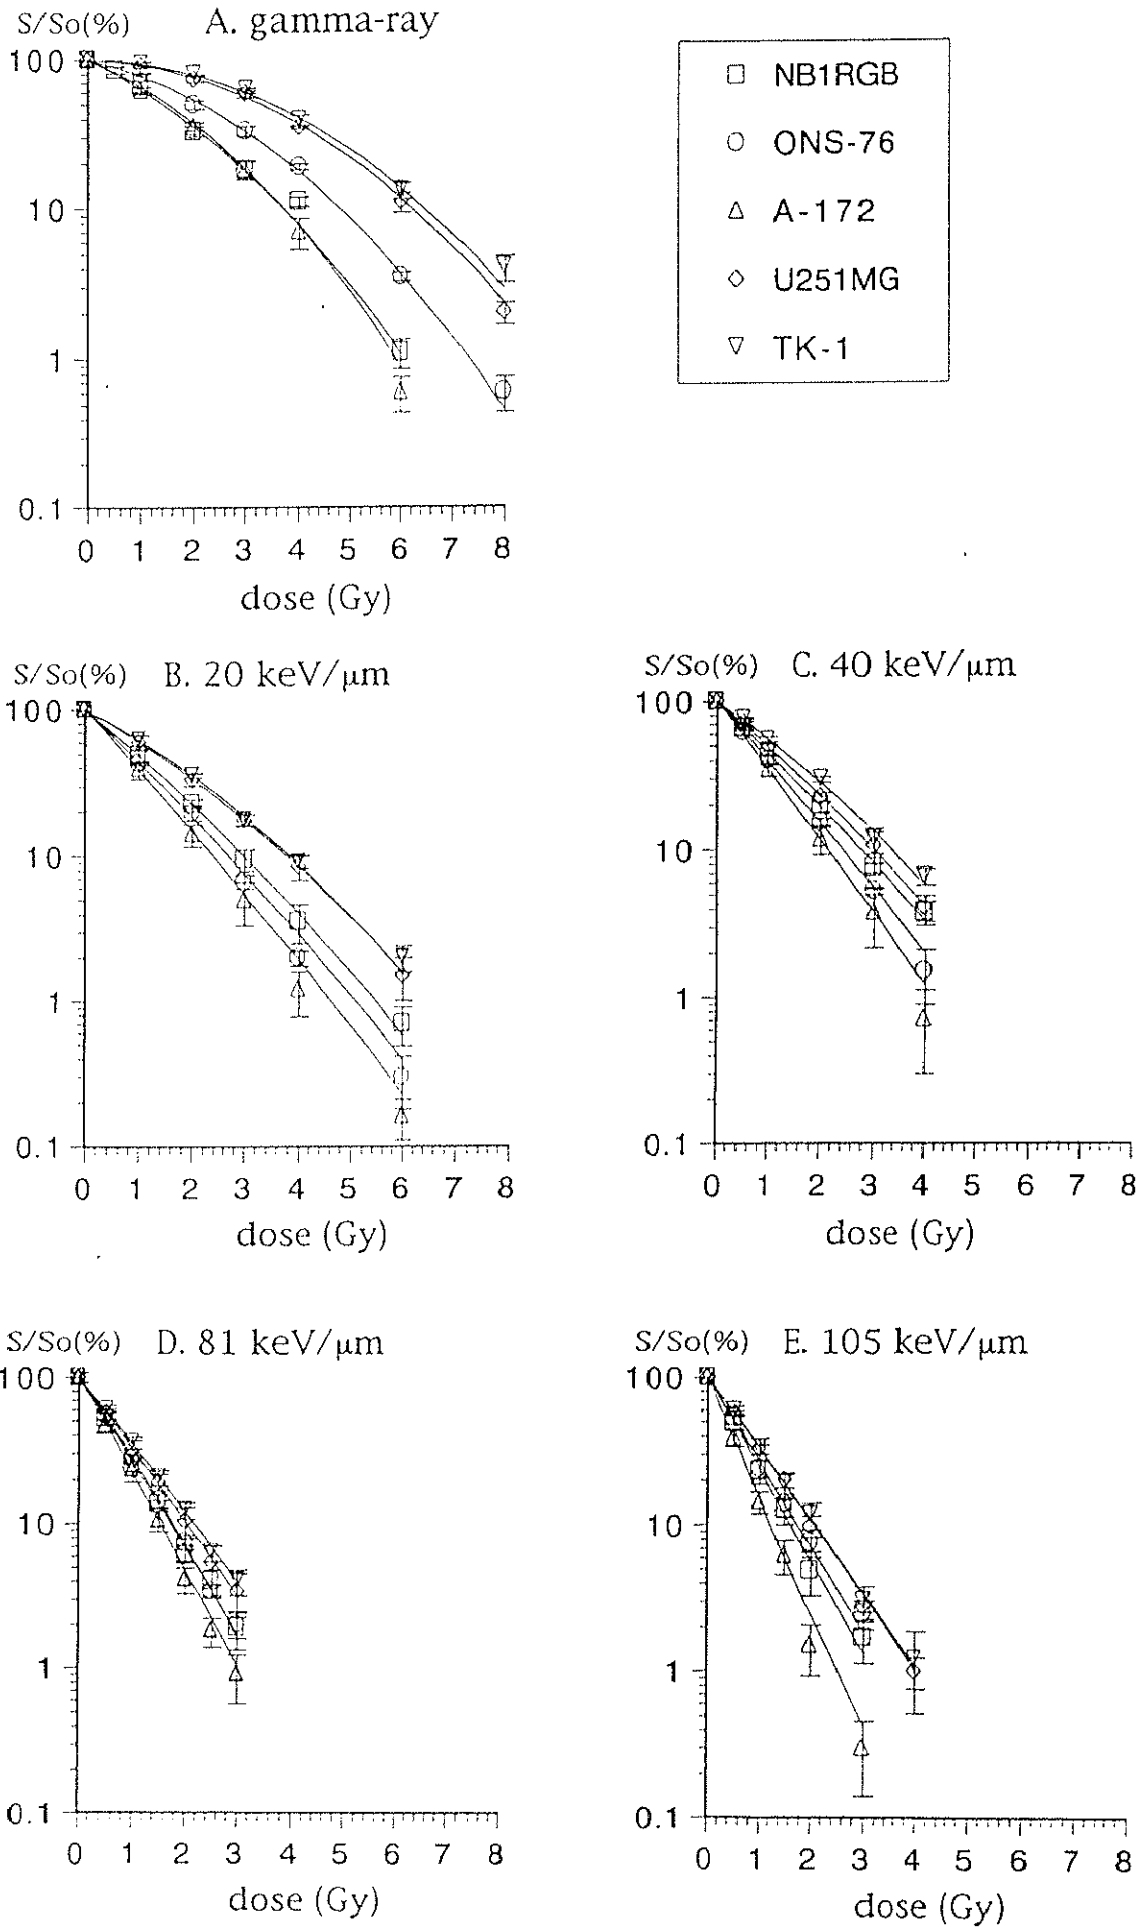 S/So(%) A. gamma-ray
100
10
1
0.1
0 1 2 3 4 5 6 7 8
dose (Gy)
NB1RGB
ONS-76
A-172
U251MG
TK-1
S/So(%) B. 20 keV/μm
100
10
1
0.1
0 1 2 3 4 5 6 7 8
dose (Gy)
S/So(%) C. 40 keV/μm
100
10
1
0.1
0 1 2 3 4 5 6 7 8
dose (Gy)
S/So(%) D. 81 keV/μm
100
10
1
0.1
0 1 2 3 4 5 6 7 8
dose (Gy)
S/So(%) E. 105 keV/μm
100
10
1
0.1
0 1 2 3 4 5 6 7 8
dose (Gy)